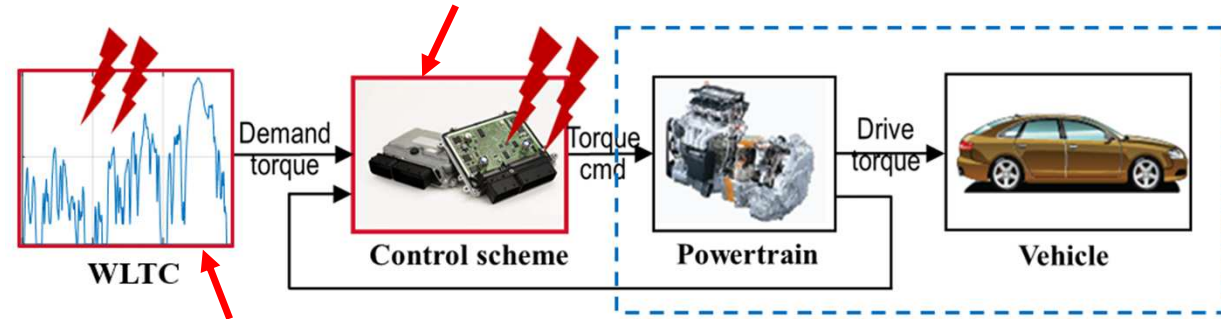 Demand
torque
Torque
cmd
Drive
torque
WLTC
Control scheme
Powertrain
Vehicle